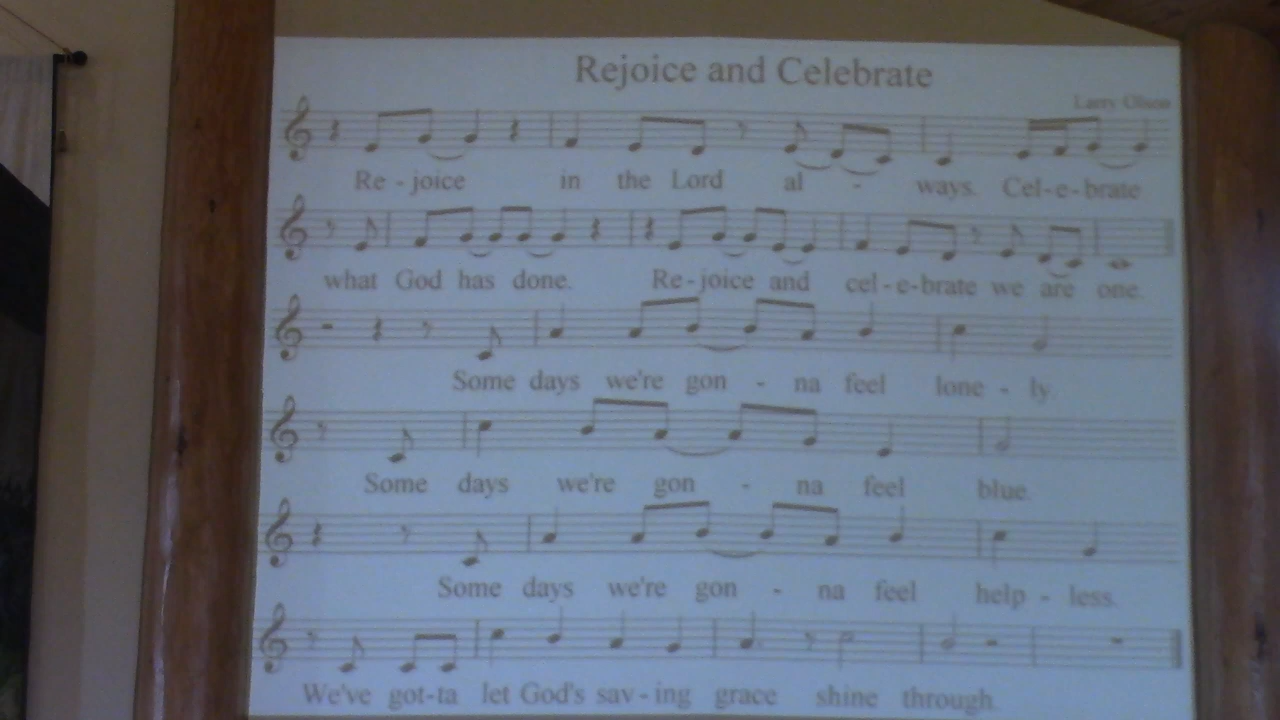 Rejoice and Celebrate
Larry Olson
Re - joice in the Lord al - ways. Cel-e-brate
what God has done. Re-joice and cel-e-brate we are one.
Some days we're gon - na feel lone - ly.
Some days we're gon - na feel blue.
Some days we're gon - na feel help - less.
We've got-ta let God's sav-ing grace shine through.